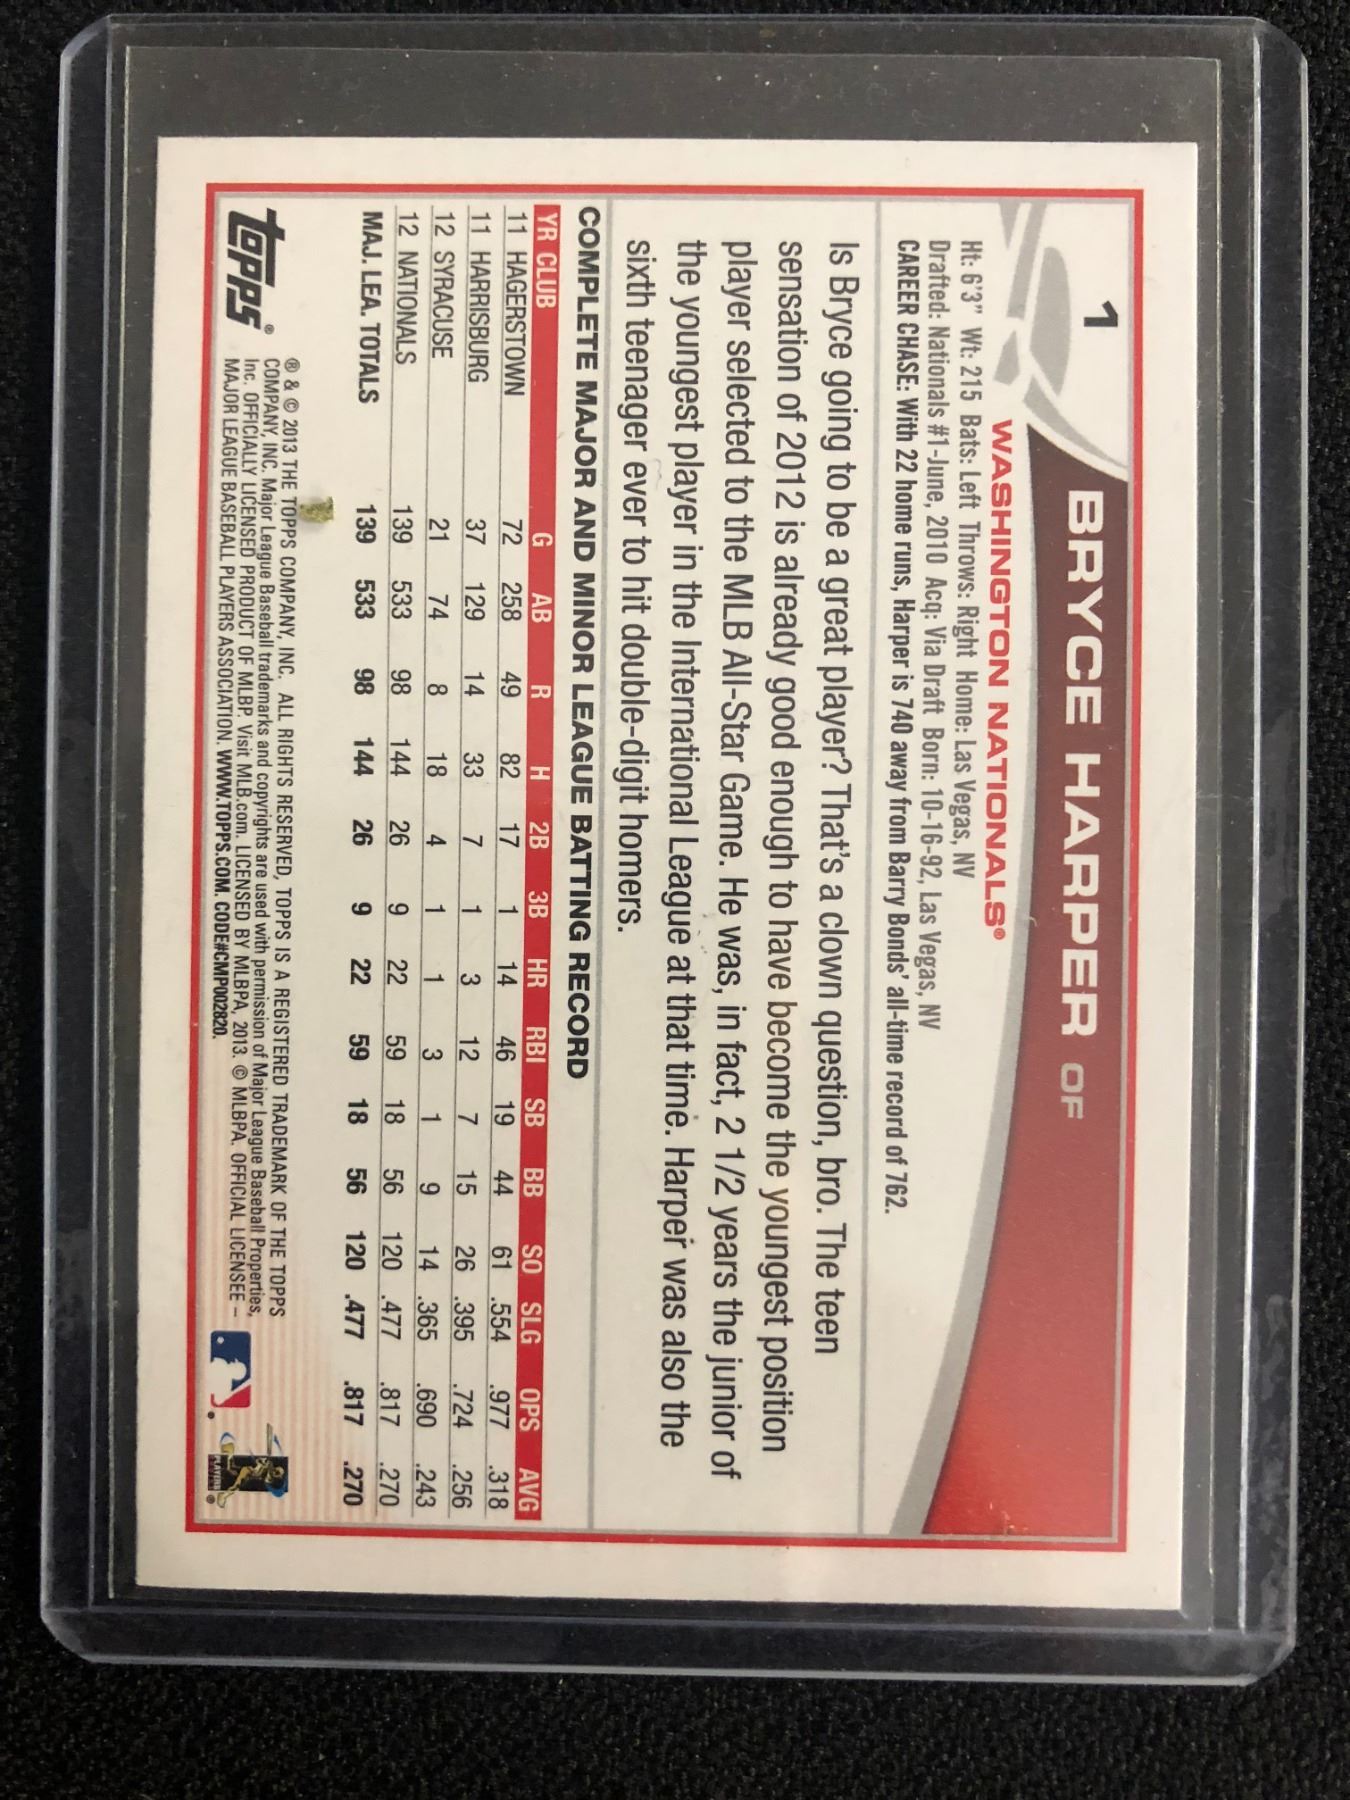 1
BRYCE HARPER OF
WASHINGTON NATIONALS®
Ht: 6'3" Wt: 215 Bats: Left Throws: Right Home: Las Vegas, NV
Drafted: Nationals #1-June, 2010 Acq: Via Draft Born: 10-16-92, Las Vegas, NV
CAREER CHASE: With 22 home runs, Harper is 740 away from Barry Bonds' all-time record of 762.
Is Bryce going to be a great player? That's a clown question, bro. The teen
sensation of 2012 is already good enough to have become the youngest position
player selected to the MLB All-Star Game. He was, in fact, 2 1/2 years the junior of
the youngest player in the International League at that time. Harper was also the
sixth teenager ever to hit double-digit homers.
COMPLETE MAJOR AND MINOR LEAGUE BATTING RECORD
YR CLUB G AB R H 2B 3B HR RBI SB BB SO SLG OPS AVG
11 HAGERSTOWN 72 258 49 82 17 1 14 46 19 44 61 .554 .977 .318
11 HARRISBURG 37 129 14 33 7 1 3 12 7 15 26 .395 .724 .256
12 SYRACUSE 21 74 8 18 4 1 1 3 1 9 14 .365 .690 .243
12 NATIONALS 139 533 98 144 26 9 22 59 18 56 120 .477 .817 .270
MAJ. LEA. TOTALS 139 533 98 144 26 9 22 59 18 56 120 .477 .817 .270
topps®
® & © 2013 THE TOPPS COMPANY, INC. ALL RIGHTS RESERVED, TOPPS IS A REGISTERED TRADEMARK OF THE TOPPS
COMPANY, INC. Major League Baseball trademarks and copyrights are used with permission of Major League Baseball Properties,
Inc. OFFICIALLY LICENSED PRODUCT OF MLBP. Visit MLB.com. LICENSED BY MLBPA, 2013. © MLBPA. OFFICIAL LICENSEE –
MAJOR LEAGUE BASEBALL PLAYERS ASSOCIATION. WWW.TOPPS.COM. CODE#CMP002820.